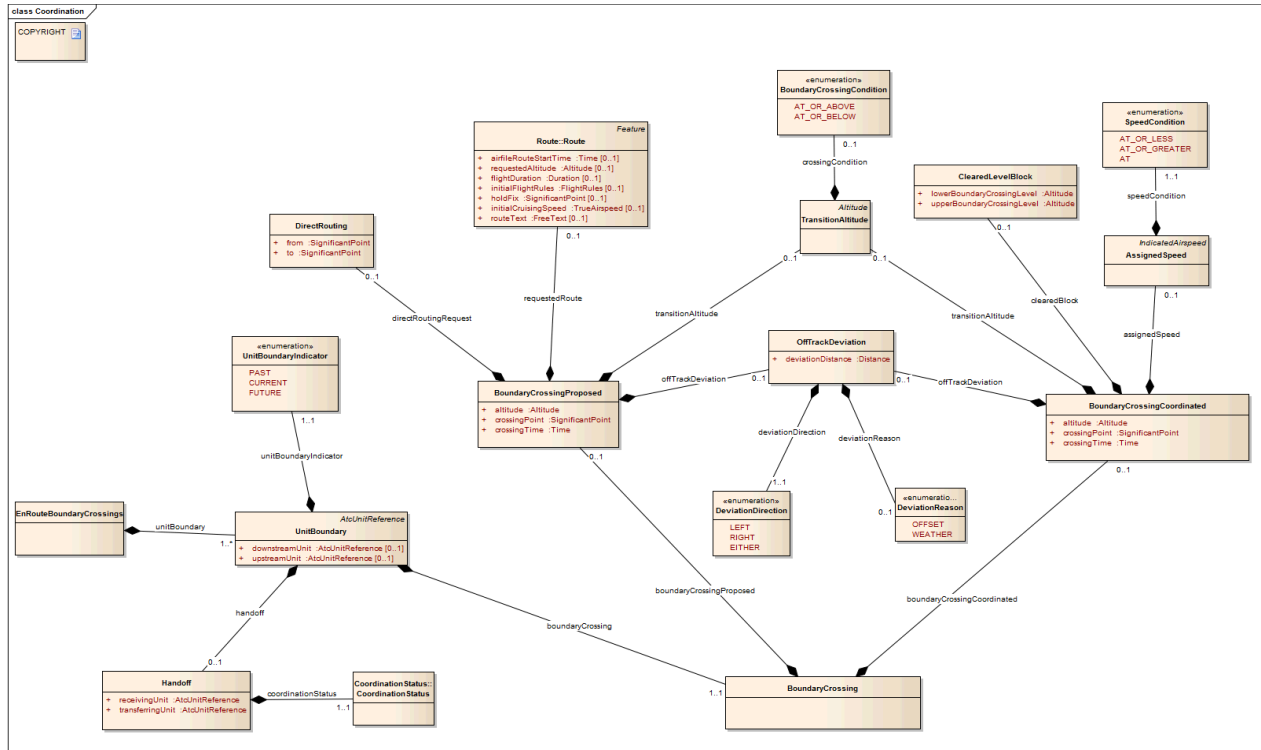 class Coordination
COPYRIGHT
«enumeration»
BoundaryCrossingCondition
AT_OR_ABOVE
AT_OR_BELOW
0..1
crossingCondition
«enumeration»
SpeedCondition
AT_OR_LESS
AT_OR_GREATER
AT
1..1
speedCondition
Feature
Route::Route
+ airfileRouteStartTime :Time [0..1]
+ requestedAltitude :Altitude [0..1]
+ flightDuration :Duration [0..1]
+ initialFlightRules :FlightRules [0..1]
+ holdFix :SignificantPoint [0..1]
+ initialCruisingSpeed :TrueAirspeed [0..1]
+ routeText :FreeText [0..1]
0..1
requestedRoute
ClearedLevelBlock
+ lowerBoundaryCrossingLevel :Altitude
+ upperBoundaryCrossingLevel :Altitude
0..1
clearedBlock
Altitude
TransitionAltitude
0..1
0..1
transitionAltitude
transitionAltitude
IndicatedAirspeed
AssignedSpeed
0..1
assignedSpeed
DirectRouting
+ from :SignificantPoint
+ to :SignificantPoint
0..1
directRoutingRequest
«enumeration»
UnitBoundaryIndicator
PAST
CURRENT
FUTURE
1..1
unitBoundaryIndicator
OffTrackDeviation
+ deviationDistance :Distance
0..1
0..1
offTrackDeviation
offTrackDeviation
BoundaryCrossingProposed
+ altitude :Altitude
+ crossingPoint :SignificantPoint
+ crossingTime :Time
0..1
BoundaryCrossingCoordinated
+ altitude :Altitude
+ crossingPoint :SignificantPoint
+ crossingTime :Time
0..1
deviationDirection
1..1
deviationReason
0..1
«enumeration»
DeviationDirection
LEFT
RIGHT
EITHER
«enumeratio...
DeviationReason
OFFSET
WEATHER
EnRouteBoundaryCrossings
unitBoundary
1..*
AtcUnitReference
UnitBoundary
+ downstreamUnit :AtcUnitReference [0..1]
+ upstreamUnit :AtcUnitReference [0..1]
handoff
0..1
boundaryCrossing
1..1
boundaryCrossingProposed
boundaryCrossingCoordinated
Handoff
+ receivingUnit :AtcUnitReference
+ transferringUnit :AtcUnitReference
coordinationStatus
1..1
CoordinationStatus::
CoordinationStatus
BoundaryCrossing